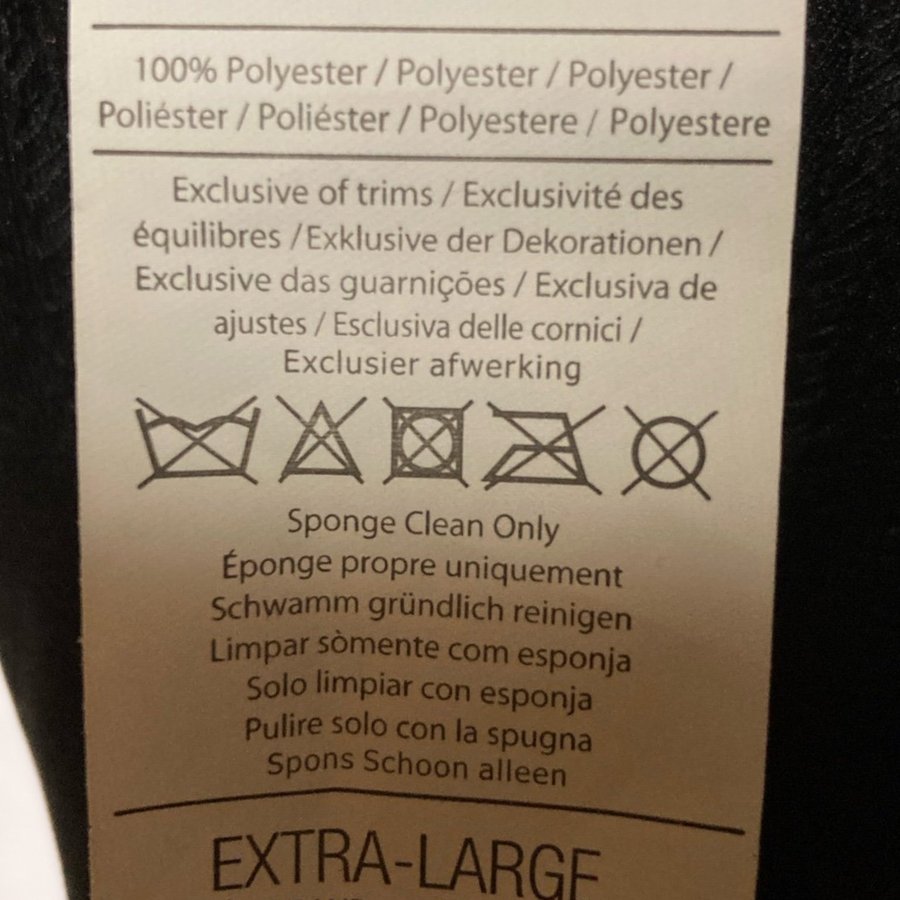 100% Polyester / Polyester / Polyester /
Poliéster / Poliéster / Polyestere / Polyestere
Exclusive of trims / Exclusivité des
équilibres / Exklusive der Dekorationen /
Exclusive das guarnições / Exclusiva de
ajustes / Esclusiva delle cornici /
Exclusier afwerking
Sponge Clean Only
Éponge propre uniquement
Schwamm gründlich reinigen
Limpar sòmente com esponja
Solo limpiar con esponja
Pulire solo con la spugna
Spons Schoon alleen
EXTRA-LARGE